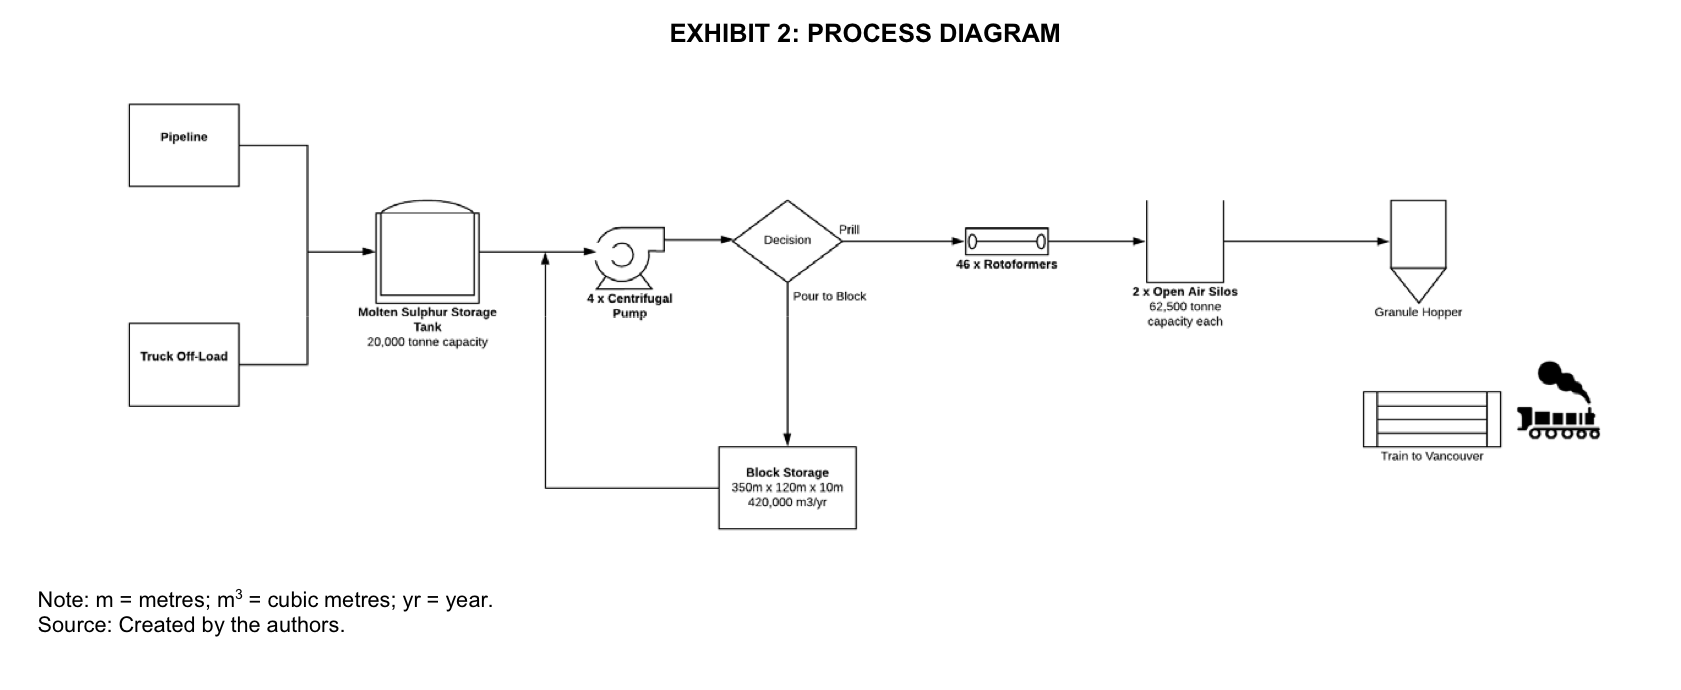 EXHIBIT 2: PROCESS DIAGRAM
Pipeline
Truck Off-Load
Molten Sulphur Storage
Tank
20,000 tonne capacity
4 x Centrifugal
Pump
Decision
Prill
Pour to Block
Block Storage
350m x 120m x 10m
420,000 m3/yr
46 x Rotoformers
2 x Open Air Silos
62,500 tonne
capacity each
Granule Hopper
Train to Vancouver
Note: m = metres; m³ = cubic metres; yr = year.
Source: Created by the authors.